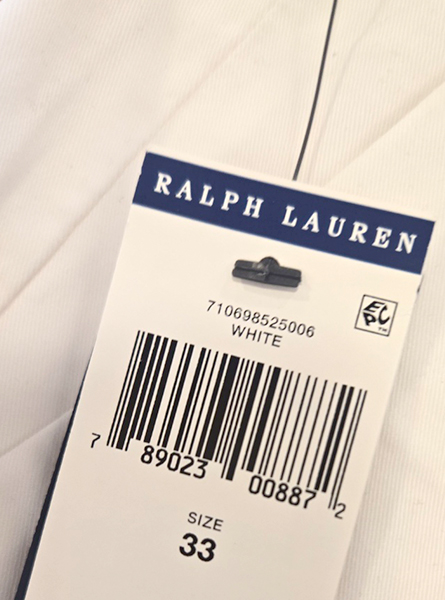 RALPH LAUREN
710698525006
WHITE
7 89023 00887 2
SIZE
33